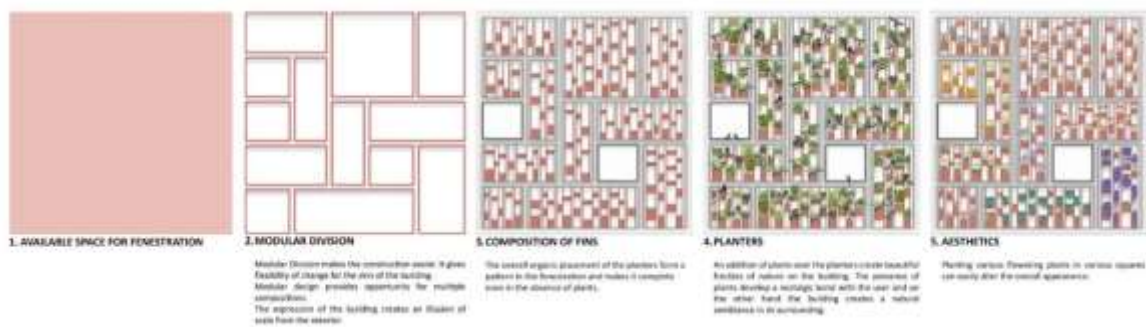 1. AVAILABLE SPACE FOR FENESTRATION
2. MODULAR DIVISION
Modular Division makes the construction easier. It gives
flexibility of change for the skin of the building
Modular design provides opportunity for multiple
compositions.
The expression of the building creates an illusion of
scale from the exterior.
3. COMPOSITION OF FINS
The overall organic placement of the planters form a
pattern in the fenestration and makes it complete
even in the absence of plants.
4. PLANTERS
An addition of plants over the planters create beautiful
of nature on the building. The presence of
plants develop a nostalgic bond with the user and on
the other hand the building creates a natural
semblance in its surrounding.
5. AESTHETICS
Planting various flowering plants in various squares
can easily alter the overall appearance.